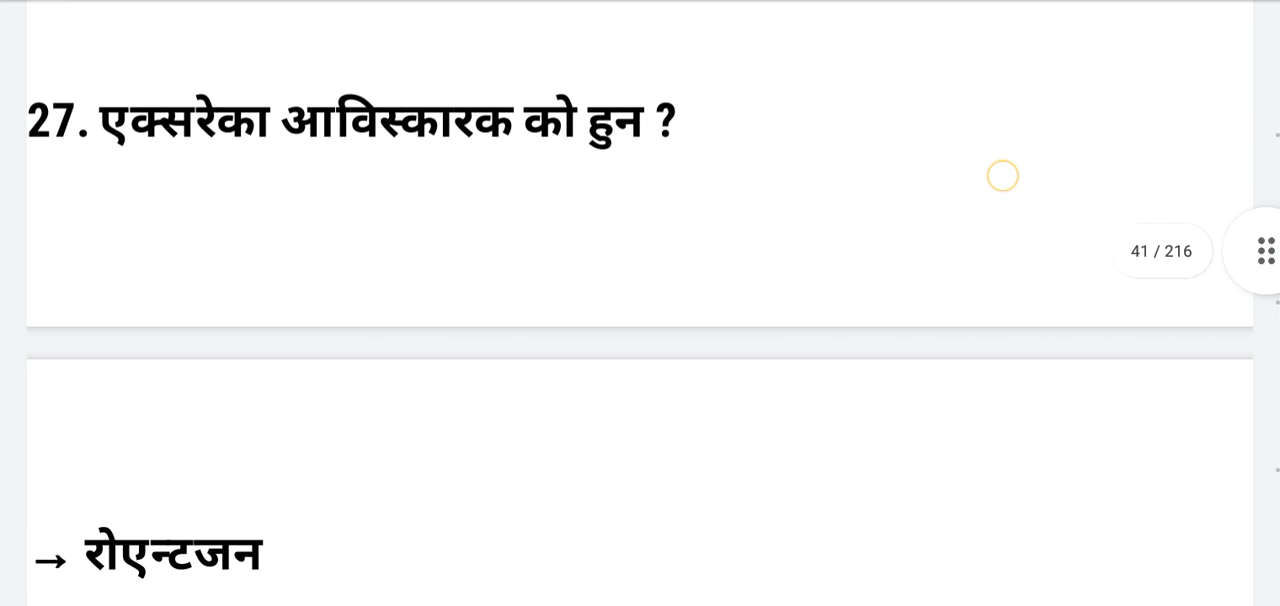 27. एक्सरेका आविस्कारक को हुन ?
41 / 216
→ रोएन्टजन